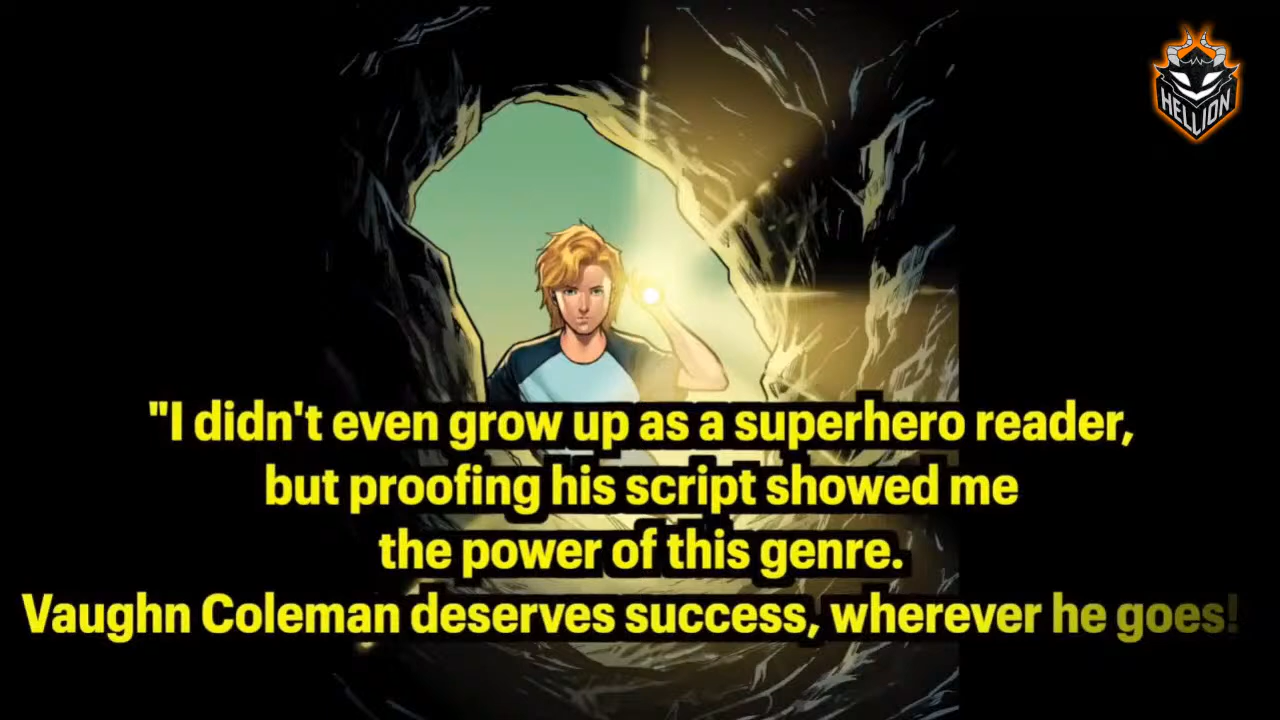 HELLION
"I didn't even grow up as a superhero reader,
but proofing his script showed me
the power of this genre.
Vaughn Coleman deserves success, wherever he goes!